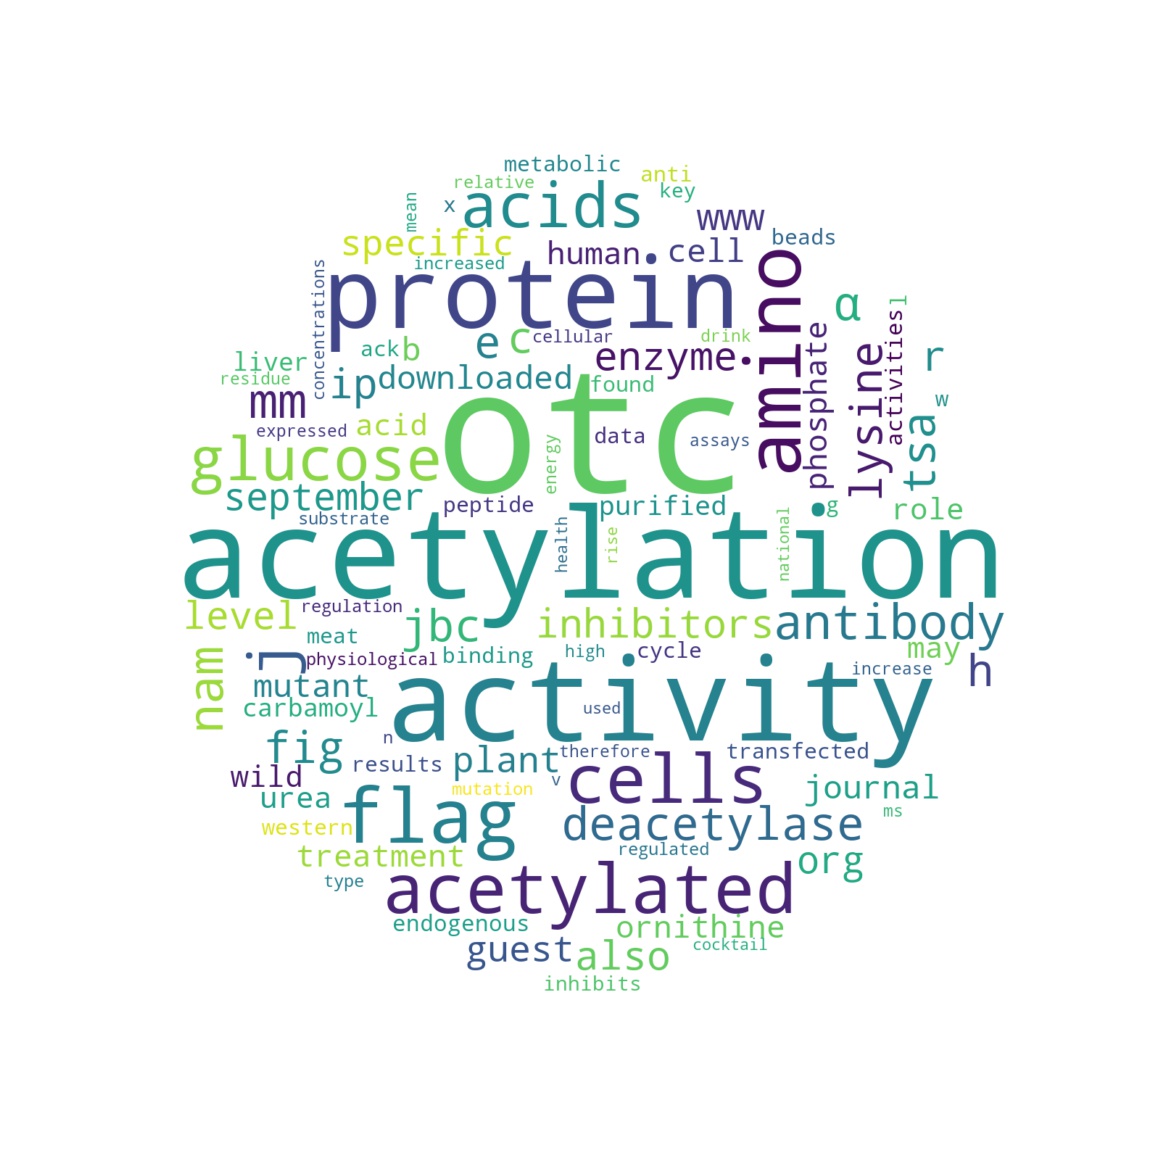 metabolic
anti
relative
key
mean
x
acids
www
specific
human
cell
beads
increased
protein
concentrations
amino
α
l
e
c
cellular
drink
ack
b
enzyme
phosphate
activities
lysine
r
liver
residue
ip
downloaded
found
mm
otc
w
expressed
acid
data
assays
tsa
glucose
energy
september
peptide
purified
g
role
substrate
health
rise
national
acetylation
level
regulation
jbc
inhibitors
antibody
meat
may
j
physiological
binding
high
cycle
increase
h
nam
mutant
activity
carbamoyl
used
fig
n
results
plant
therefore
transfected
wild
v
cells
journal
urea
mutation
flag
western
deacetylase
ms
treatment
regulated
org
type
acetylated
endogenous
ornithine
guest
also
cocktail
inhibits